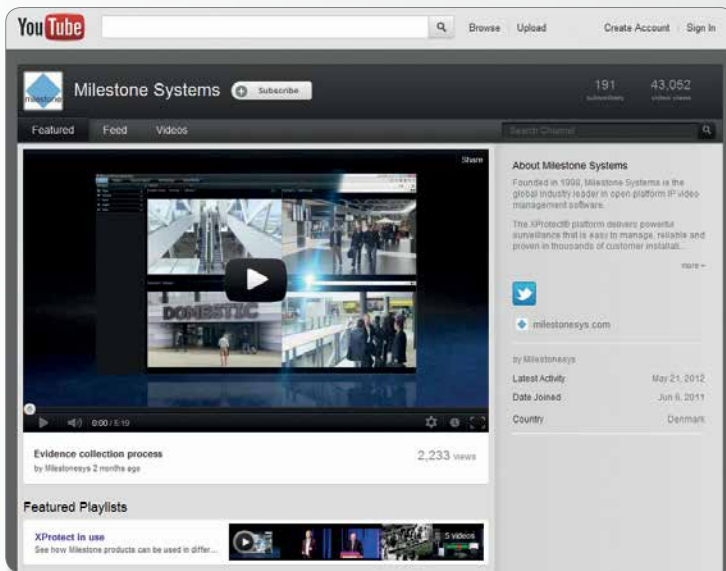 YouTube
Browse Upload Create Account Sign In
milestone
Milestone Systems Subscribe
191 43,052
subscribers video views
Featured Feed Videos Search Channel
Share
DOMESTIC
0:00 / 5:19
Evidence collection process 2,233 views
by Milestonesys 2 months ago
Featured Playlists
XProtect in use
See how Milestone products can be used in differ...
5 videos
About Milestone Systems
Founded in 1998, Milestone Systems is the
global industry leader in open platform IP video
management software.
The XProtect® platform delivers powerful
surveillance that is easy to manage, reliable and
proven in thousands of customer installati...
more
milestonesys.com
by Milestonesys
Latest Activity May 21, 2012
Date Joined Jun 6, 2011
Country Denmark